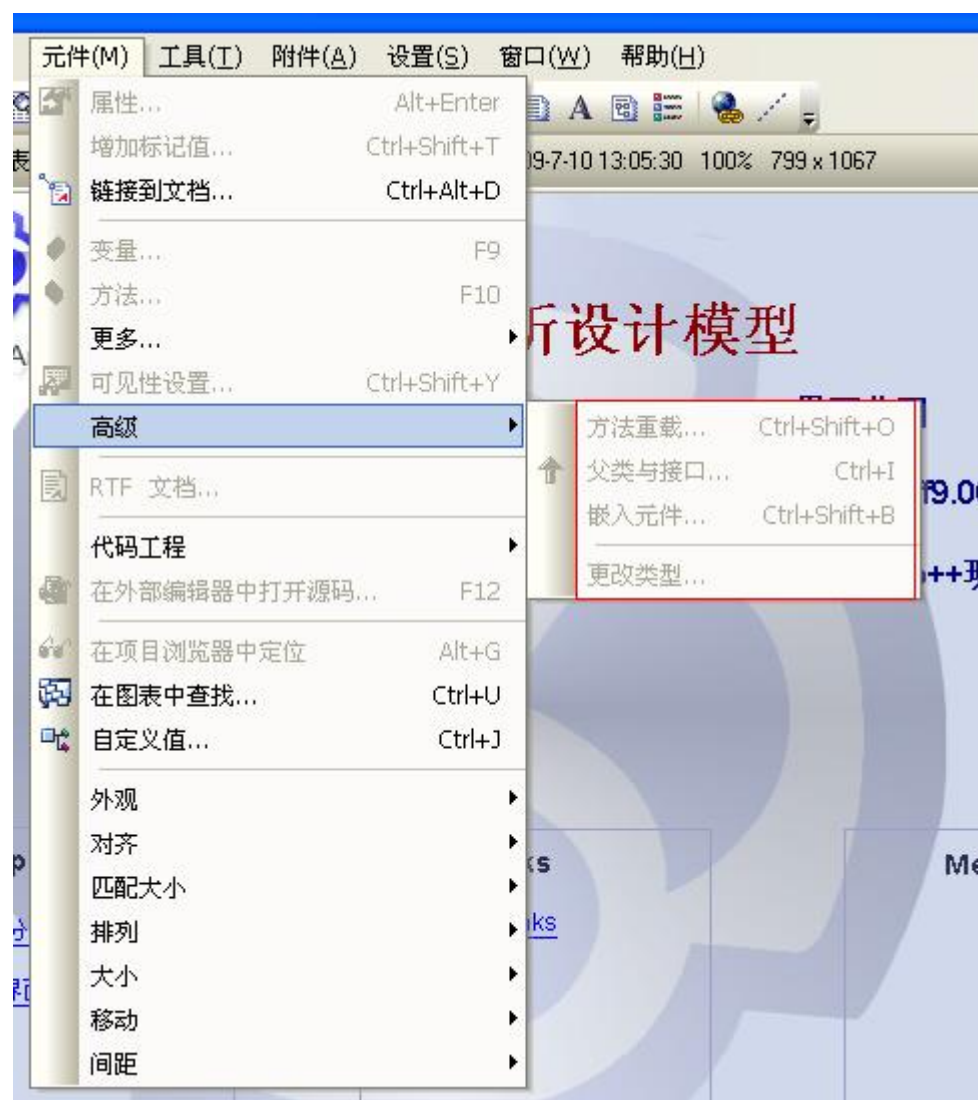 元件(M) 工具(T) 附件(A) 设置(S) 窗口(W) 帮助(H)
属性... Alt+Enter
增加标记值... Ctrl+Shift+T
表 09-7-10 13:05:30 100% 799 x 1067
链接到文档... Ctrl+Alt+D
变量... F9
方法... F10
析设计模型
更多...
可见性设置... Ctrl+Shift+Y
高级
方法重载... Ctrl+Shift+O
父类与接口... Ctrl+I
嵌入元件... Ctrl+Shift+B
更改类型...
RTF 文档...
9.0
代码工程
++
在外部编辑器中打开源码... F12
在项目浏览器中定位 Alt+G
在图表中查找... Ctrl+U
自定义值... Ctrl+J
外观
对齐
ks Me
匹配大小
排列
ks
大小
移动
间距